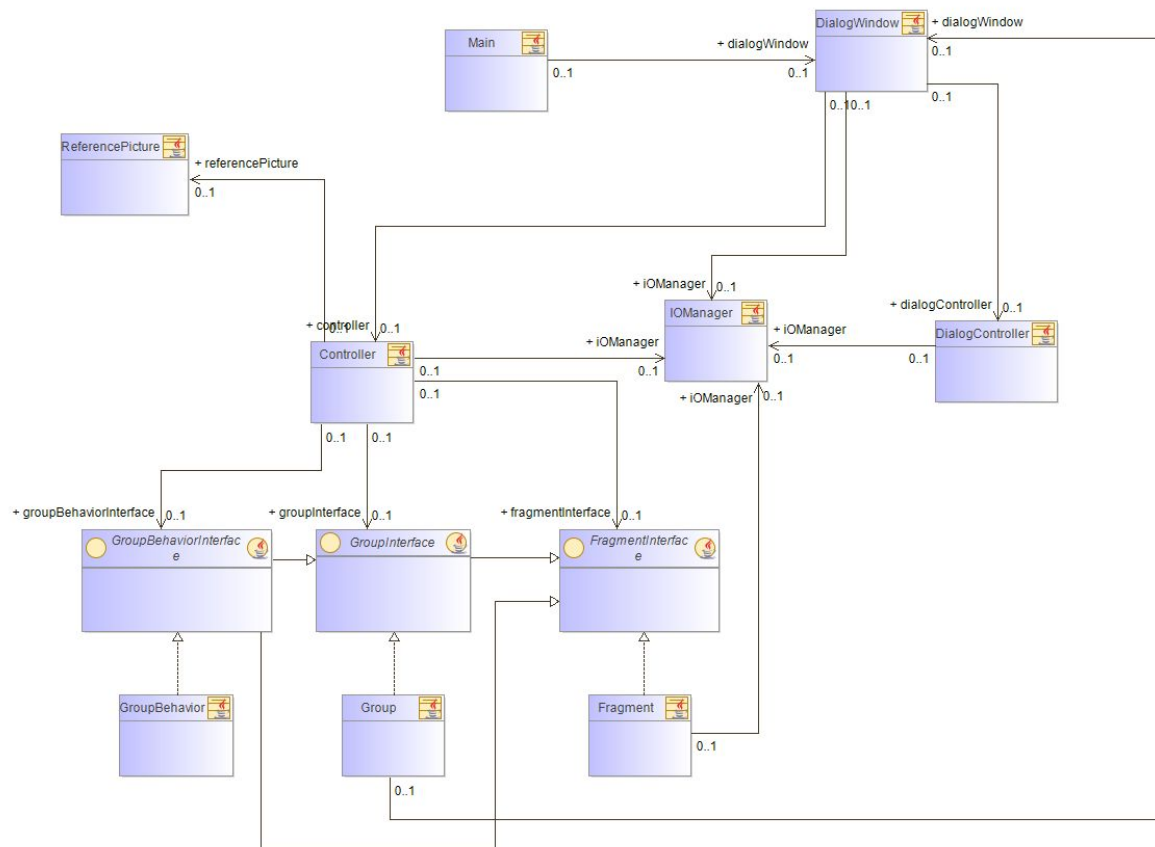 DialogWindow
+ dialogWindow
0..1
Main
+ dialogWindow
0..1
0..1
0..1
0..10..1
ReferencePicture
+ referencePicture
0..1
+ iOManager
0..1
+ dialogController
0..1
0..1
+ controller
0..1
IOManager
DialogController
Controller
+ iOManager
0..1
0..1
+ iOManager
0..1
0..1
0..1
+ iOManager
0..1
0..1
0..1
+ groupBehaviorInterface
0..1
+ groupInterface
0..1
+ fragmentInterface
0..1
GroupBehaviorInterfac
e
GroupInterface
FragmentInterfac
e
GroupBehavior
Group
Fragment
0..1
0..1